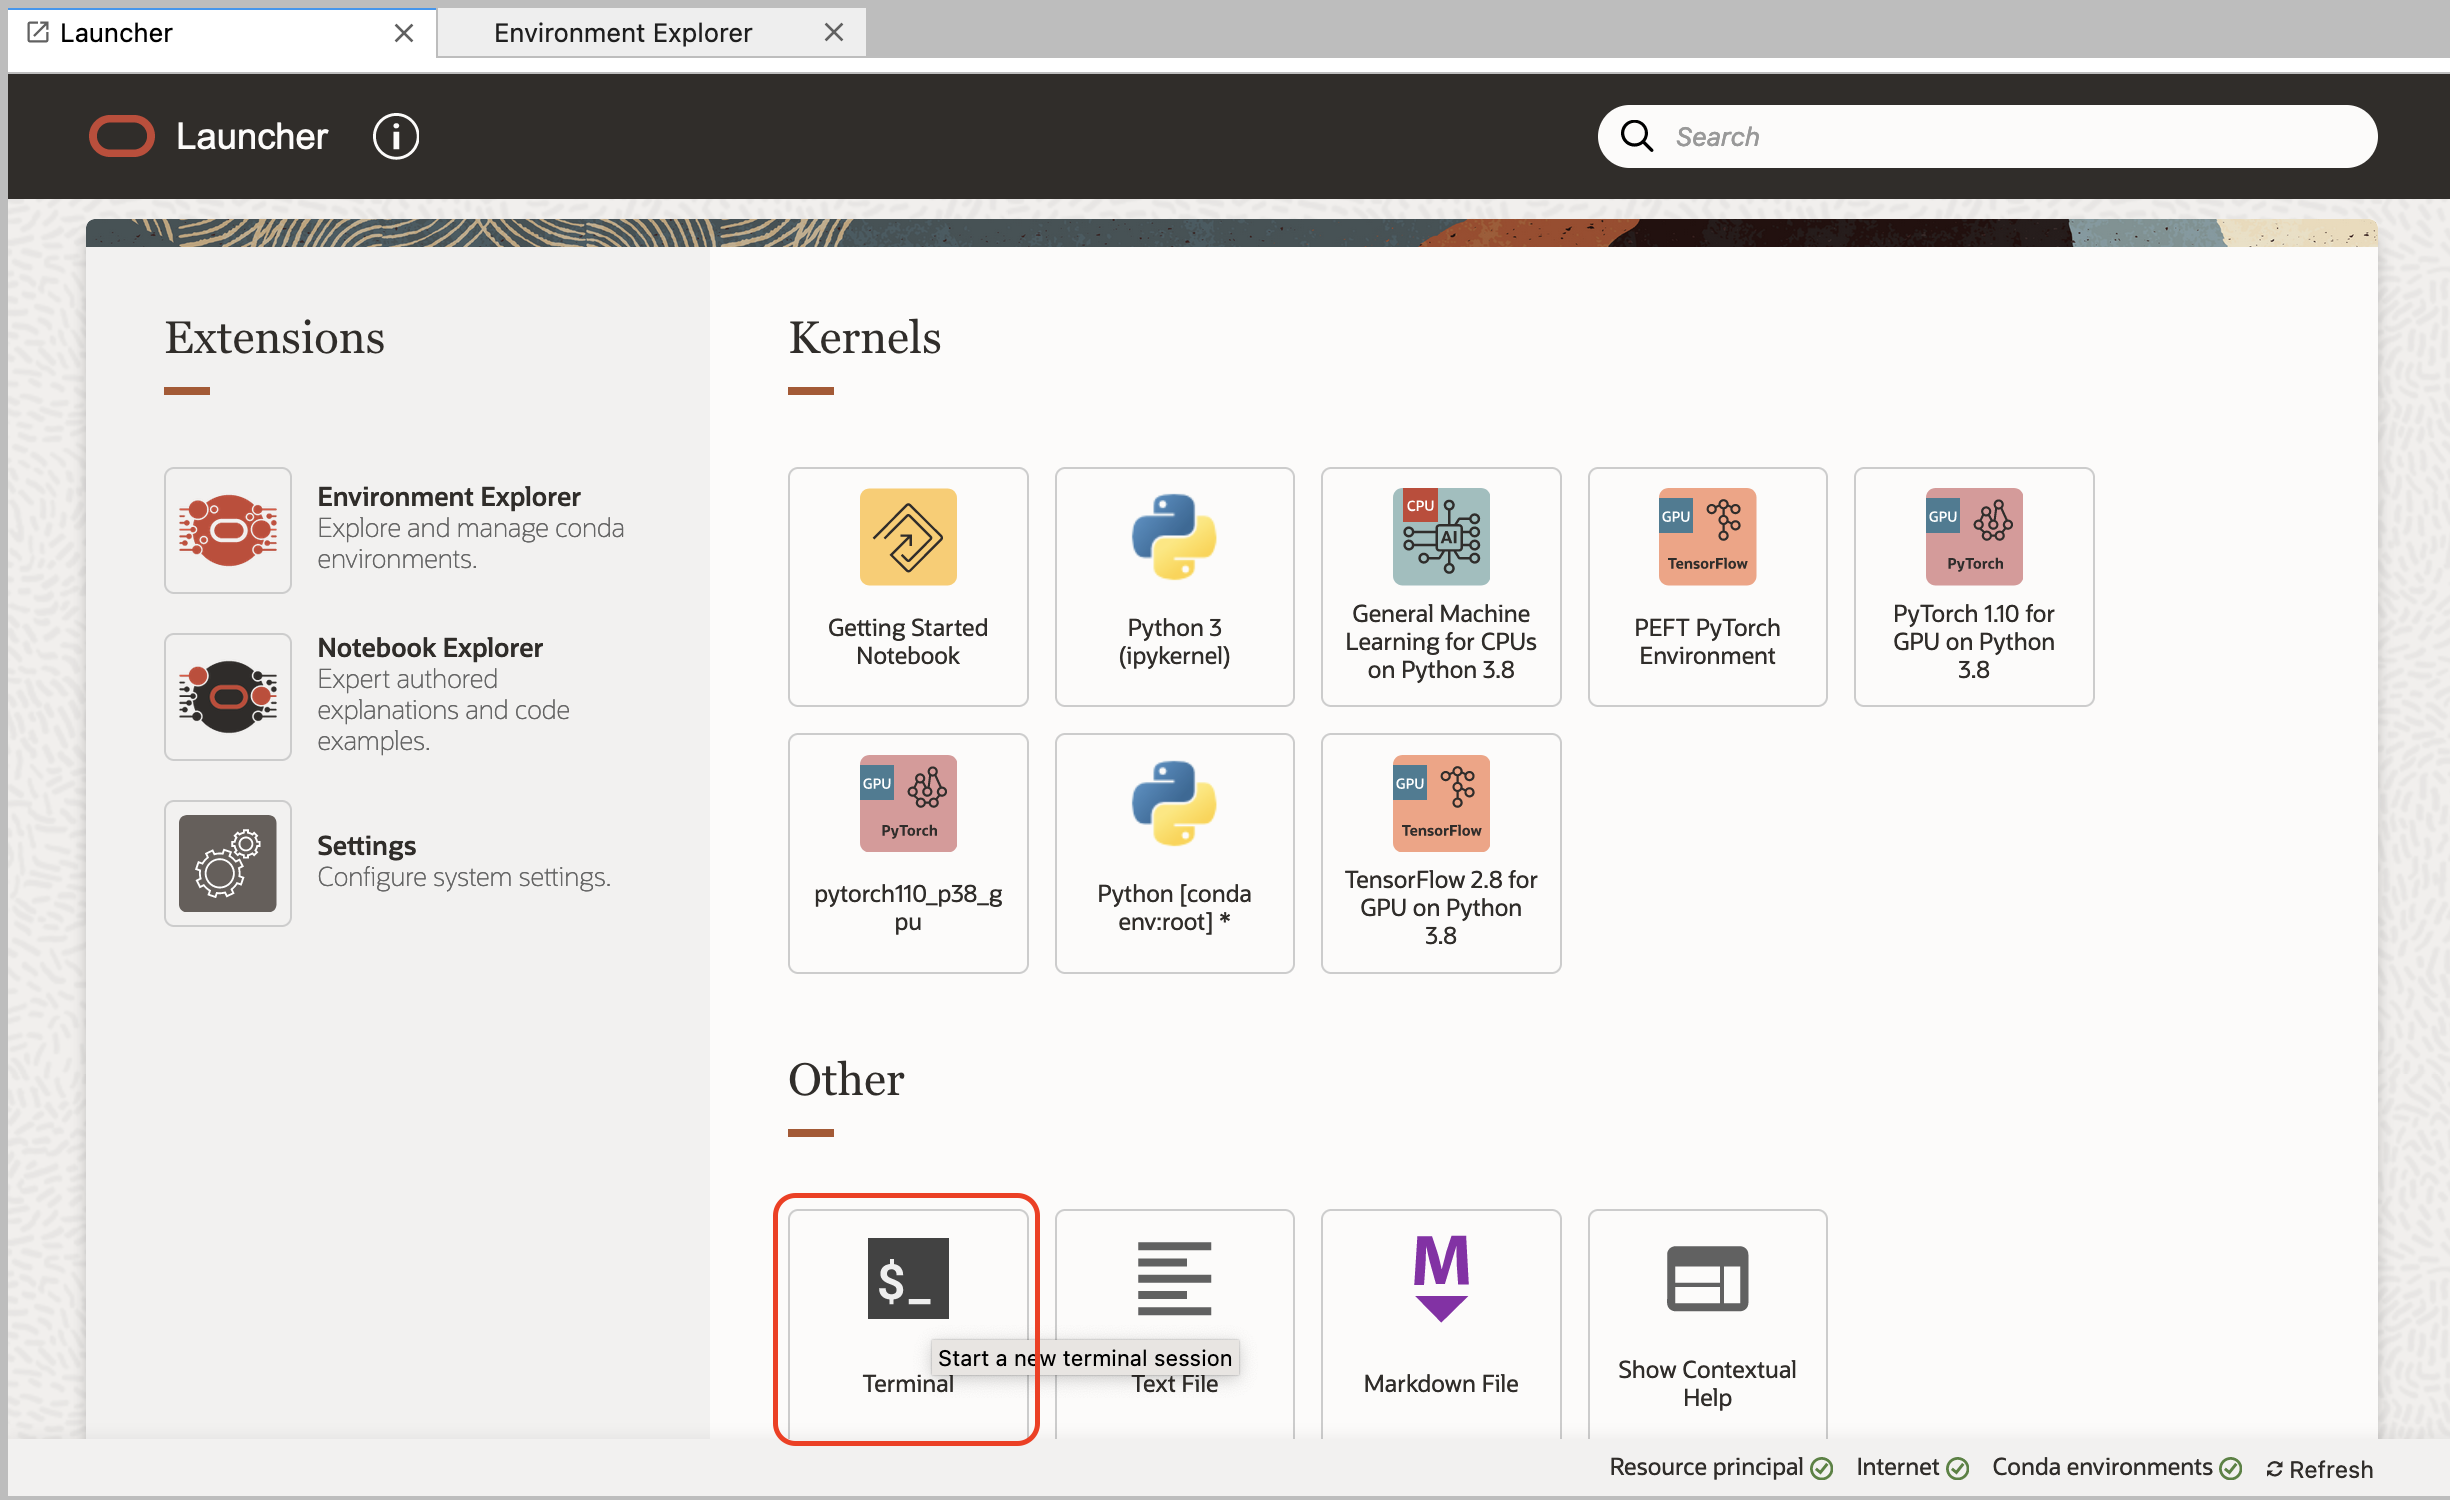 Launcher
Environment Explorer
Launcher
Search
Extensions
Environment Explorer
Explore and manage conda
environments.
Notebook Explorer
Expert authored
explanations and code
examples.
Settings
Configure system settings.
Kernels
Getting Started
Notebook
Python 3
(ipykernel)
CPU
AI
General Machine
Learning for CPUs
on Python 3.8
GPU
TensorFlow
PEFT PyTorch
Environment
GPU
PyTorch
PyTorch 1.10 for
GPU on Python
3.8
GPU
PyTorch
pytorch110_p38_g
pu
Python [conda
env:root] *
GPU
TensorFlow
TensorFlow 2.8 for
GPU on Python
3.8
Other
$_
Terminal
Start a new terminal session
Text File
M
Markdown File
Show Contextual
Help
Resource principal
Internet
Conda environments
Refresh